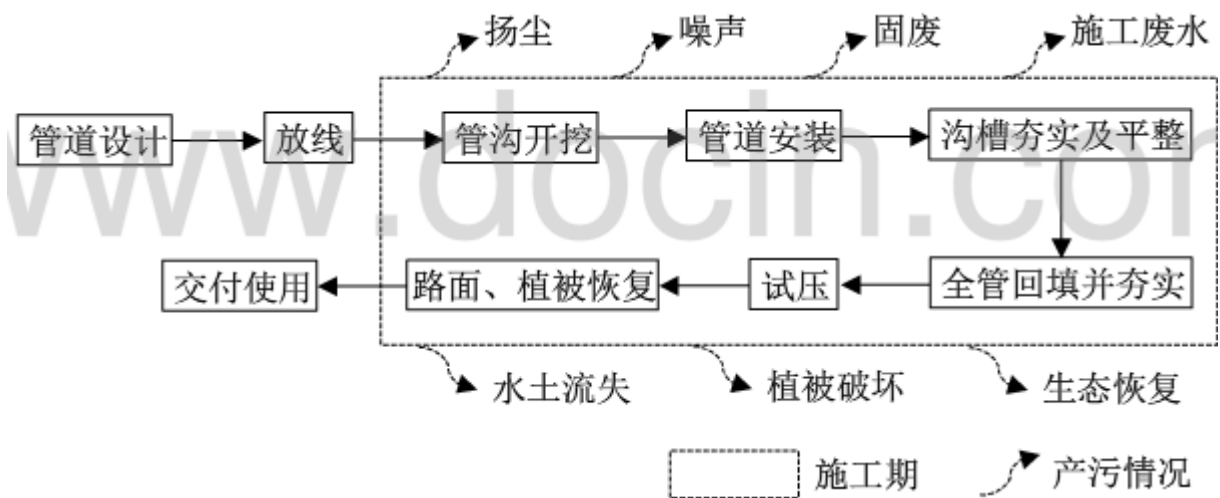 扬尘 噪声 固废 施工废水
管道设计 放线 管沟开挖 管道安装 沟槽夯实及平整
www.docin.com
交付使用 路面、植被恢复 试压 全管回填并夯实
水土流失 植被破坏 生态恢复
施工期 产污情况